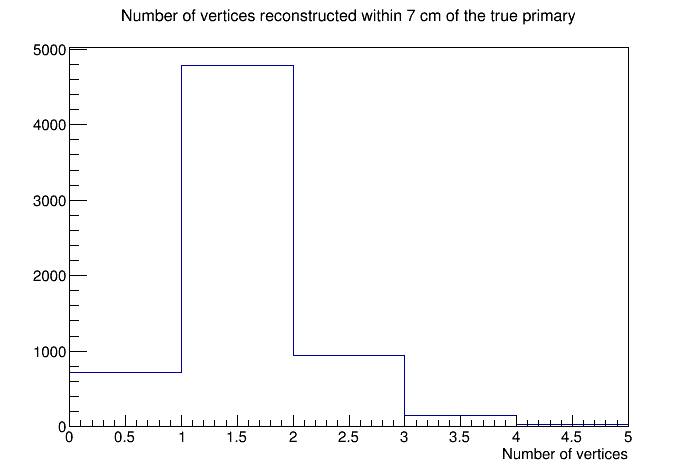 Number of vertices reconstructed within 7 cm of the true primary
5000
4000
3000
2000
1000
0
0 0.5 1 1.5 2 2.5 3 3.5 4 4.5 5
Number of vertices